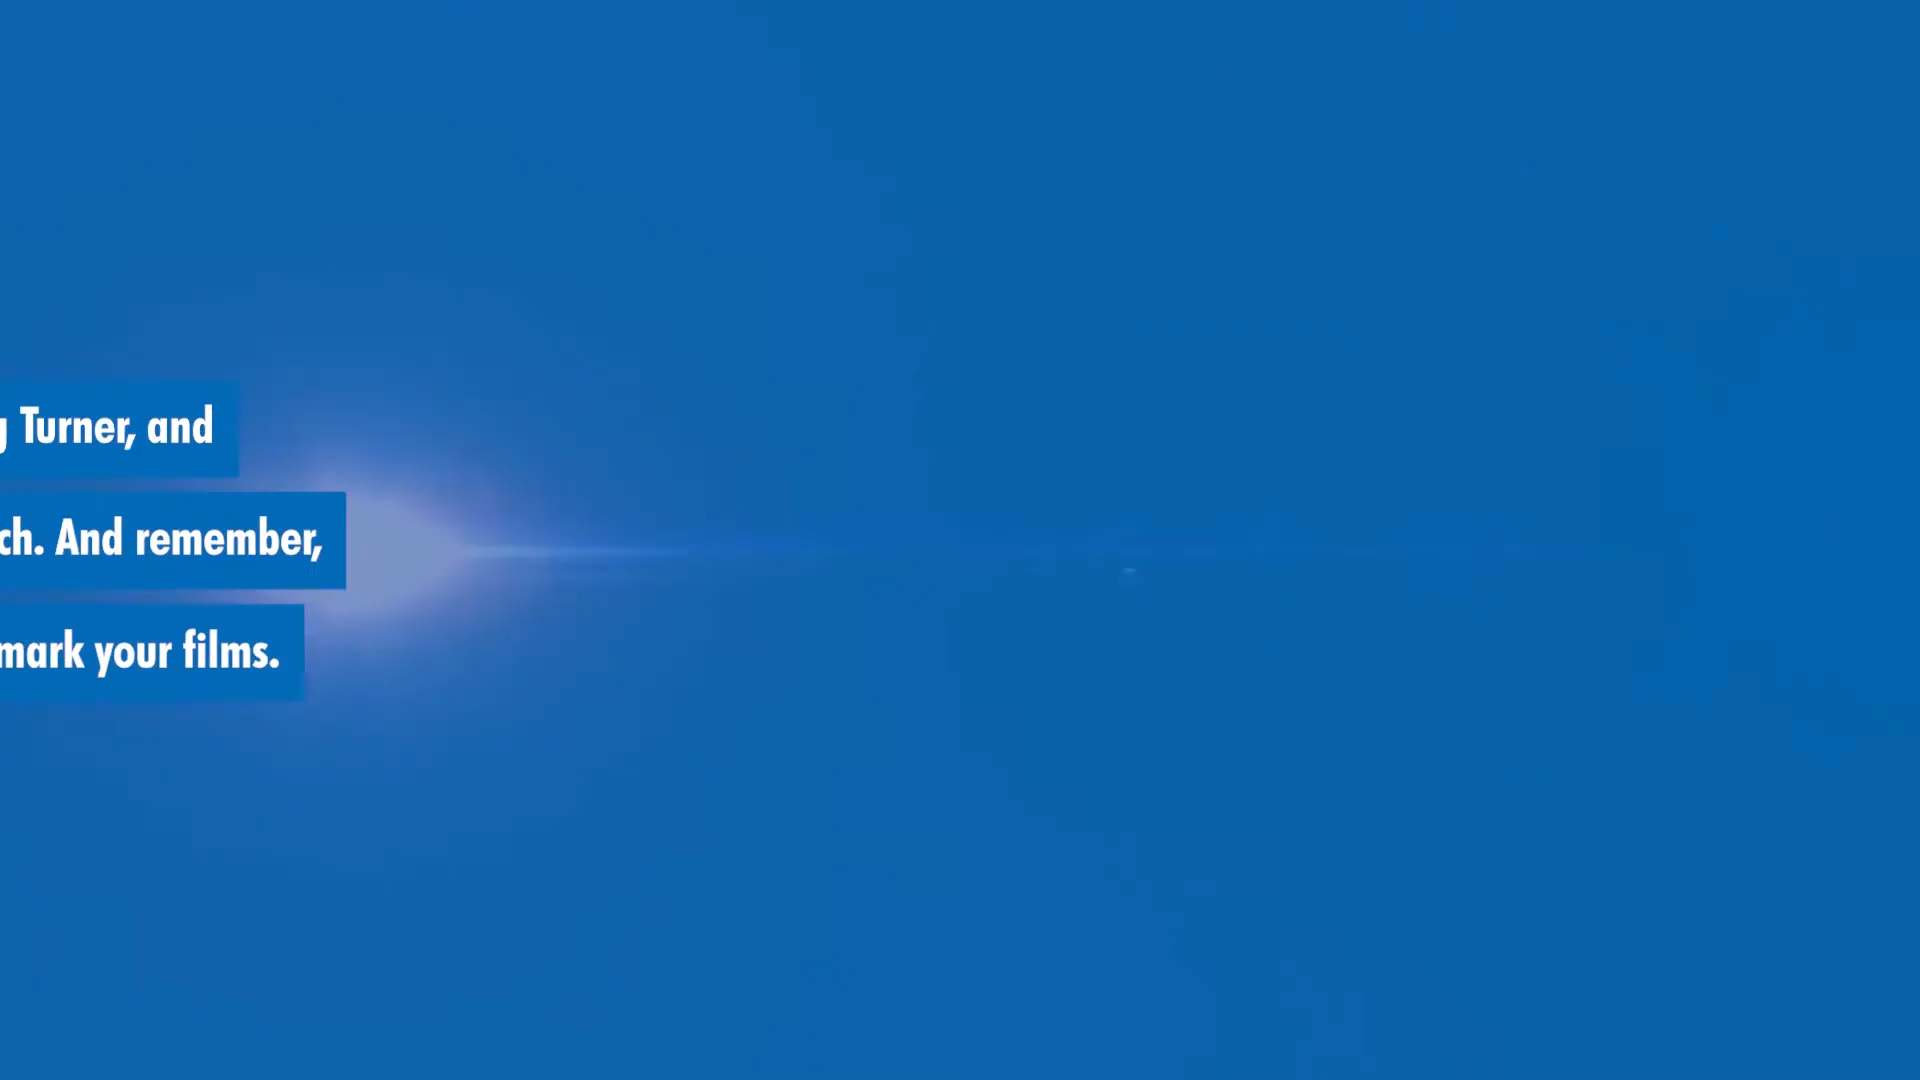 Turner, and
ch. And remember,
mark your films.